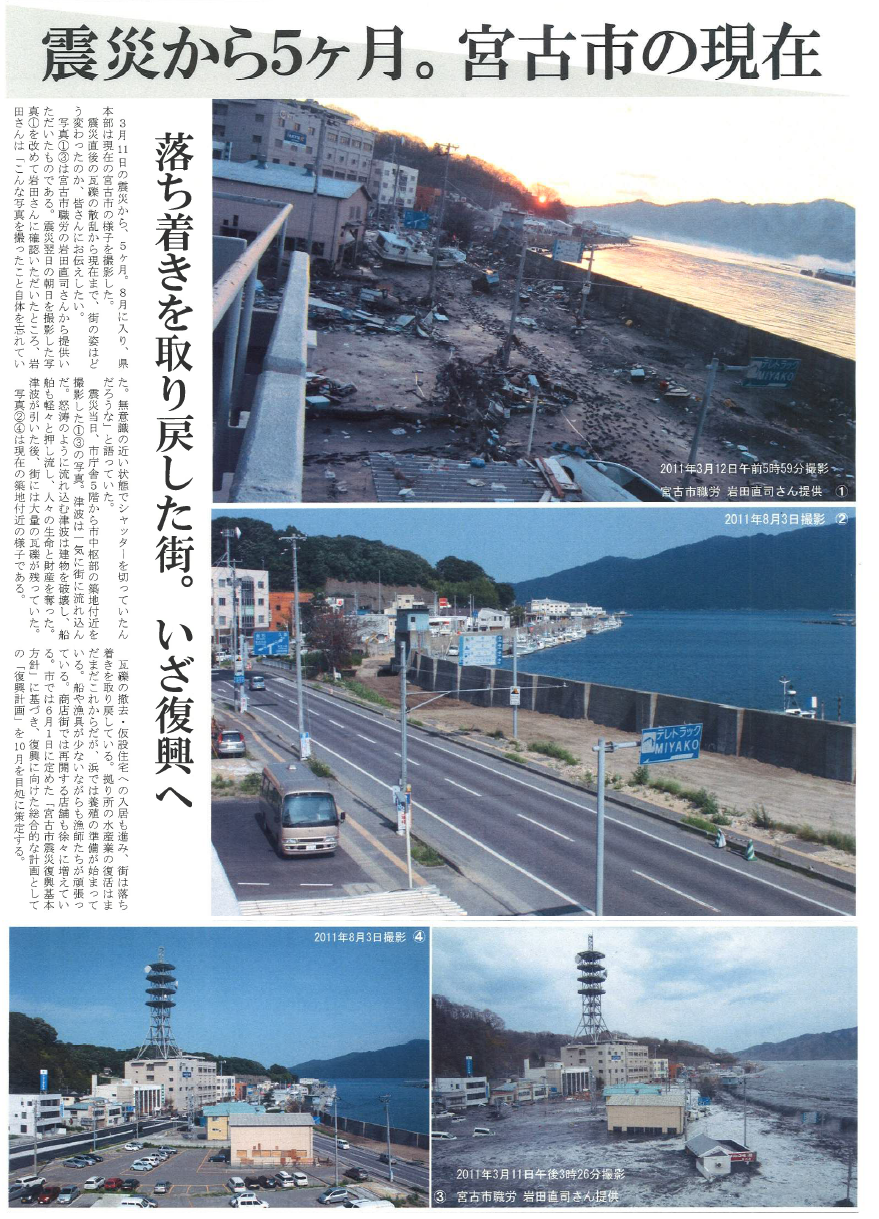 震災から5ヶ月。宮古市の現在
落ち着きを取り戻した街。いざ復興へ
３月11日の震災から、５ヶ月。８月に入り、県
本部は現在の宮古市の様子を撮影した。
震災直後の瓦礫の散乱から現在まで、街の姿はど
う変わったのか、皆さんにお伝えしたい。
写真①③は宮古市職労の岩田直司さんから提供い
ただいたものである。震災翌日の朝日を撮影した写
真①を改めて岩田さんに確認いただいたところ、岩
田さんは「こんな写真を撮ったこと自体を忘れてい
た。無意識の近い状態でシャッターを切っていたん
だろうな」と語っていた。
震災当日、市庁舎５階から市中枢部の築地付近を
撮影した①③の写真。津波は一気に街に流れ込ん
だ。怒涛のように流れ込む津波は建物を破壊し、船
舶も軽々と押し流し、人々の生命と財産を奪った。
津波が引いた後、街には大量の瓦礫が残っていた。
写真②④は現在の築地付近の様子である。
瓦礫の撤去・仮設住宅への入居も進み、街は落ち
着きを取り戻している。拠り所の水産業の復活はま
だまだこれからだが、浜では養殖の準備が始まって
いる。船や漁具が少ないながらも漁師たちが頑張っ
ている。商店街では再開する店舗も徐々に増えてい
る。市では６月１日に定めた「宮古市震災復興基本
方針」に基づき、復興に向けた総合的な計画として
の「復興計画」を10月を目処に策定する。
テレトラック
MIYAKO
2011年3月12日午前5時59分撮影
宮古市職労 岩田直司さん提供 ①
2011年8月3日撮影 ②
テレトラック
MIYAKO
2011年8月3日撮影 ④
2011年3月11日午後3時26分撮影
③ 宮古市職労 岩田直司さん提供